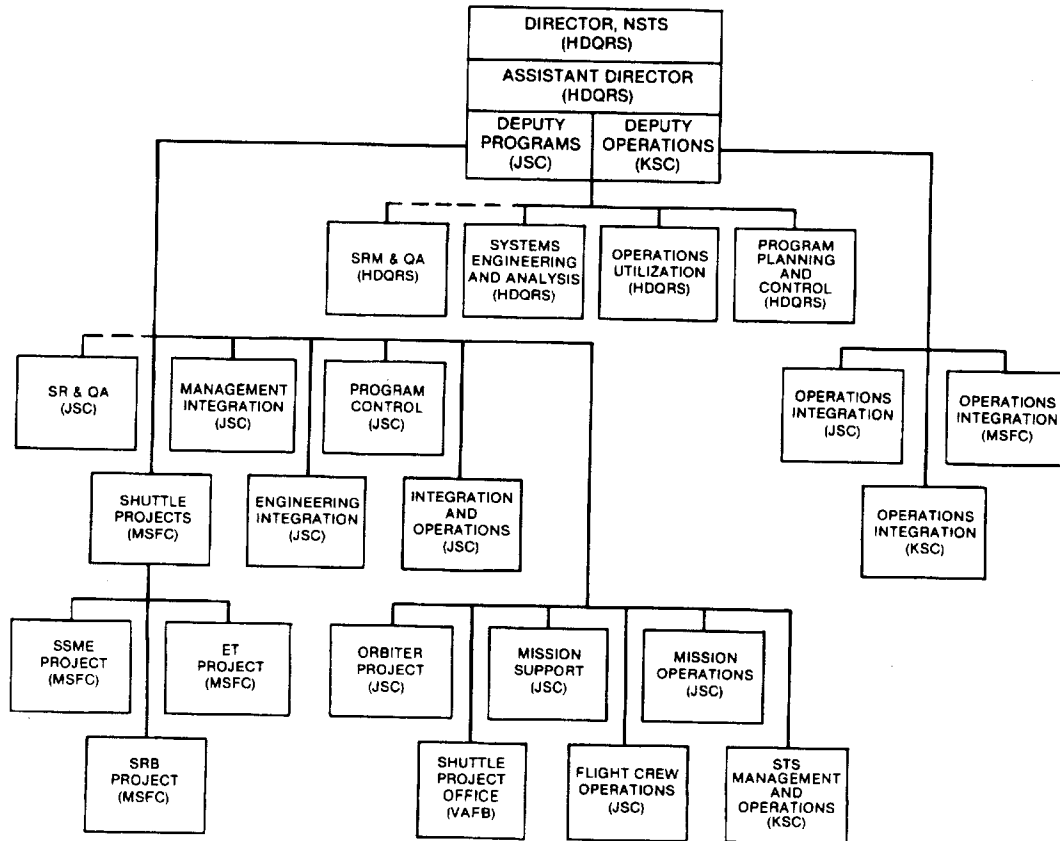 DIRECTOR, NSTS
(HDQRS)
ASSISTANT DIRECTOR
(HDQRS)
DEPUTY
PROGRAMS
(JSC)
DEPUTY
OPERATIONS
(KSC)
SRM & QA
(HDQRS)
SYSTEMS
ENGINEERING
AND ANALYSIS
(HDQRS)
OPERATIONS
UTILIZATION
(HDQRS)
PROGRAM
PLANNING
AND
CONTROL
(HDQRS)
SR & QA
(JSC)
MANAGEMENT
INTEGRATION
(JSC)
PROGRAM
CONTROL
(JSC)
OPERATIONS
INTEGRATION
(JSC)
OPERATIONS
INTEGRATION
(MSFC)
SHUTTLE
PROJECTS
(MSFC)
ENGINEERING
INTEGRATION
(JSC)
INTEGRATION
AND
OPERATIONS
(JSC)
OPERATIONS
INTEGRATION
(KSC)
SSME
PROJECT
(MSFC)
ET
PROJECT
(MSFC)
ORBITER
PROJECT
(JSC)
MISSION
SUPPORT
(JSC)
MISSION
OPERATIONS
(JSC)
SRB
PROJECT
(MSFC)
SHUTTLE
PROJECT
OFFICE
(VAFB)
FLIGHT CREW
OPERATIONS
(JSC)
STS
MANAGEMENT
AND
OPERATIONS
(KSC)